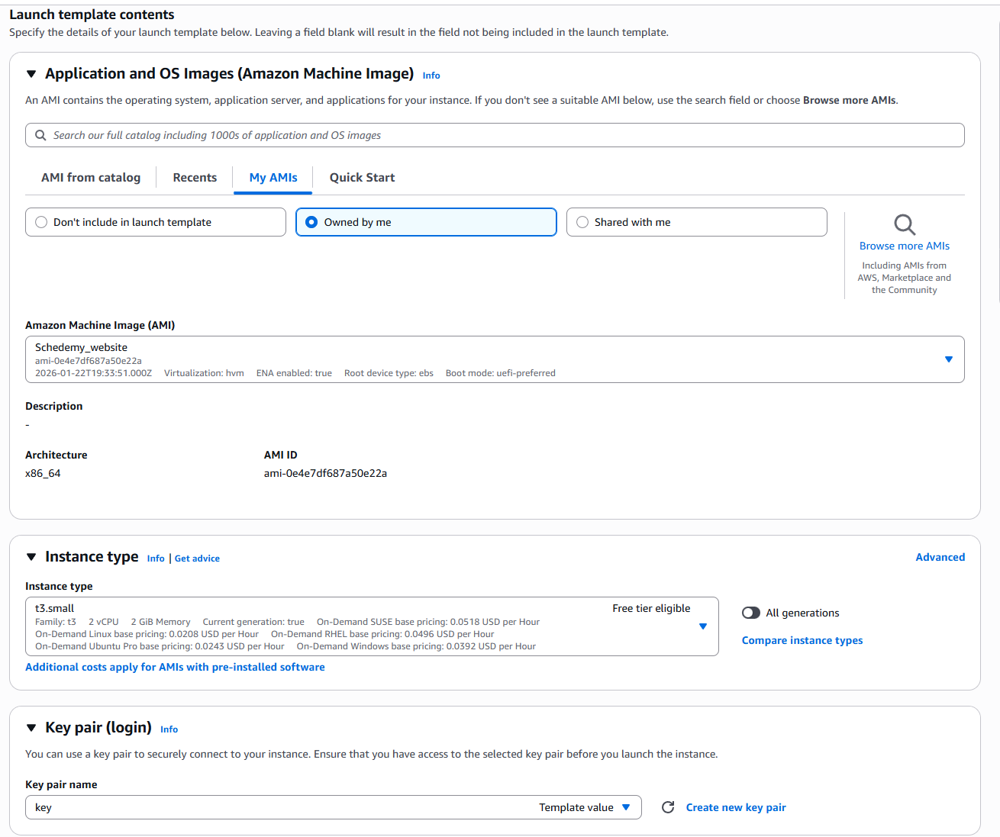 Launch template contents
Specify the details of your launch template below. Leaving a field blank will result in the field not being included in the launch template.
Application and OS Images (Amazon Machine Image) Info
An AMI contains the operating system, application server, and applications for your instance. If you don't see a suitable AMI below, use the search field or choose Browse more AMIs.
Search our full catalog including 1000s of application and OS images
AMI from catalog Recents My AMIs Quick Start
Don't include in launch template Owned by me Shared with me
Browse more AMIs
Including AMIs from
AWS, Marketplace and
the Community
Amazon Machine Image (AMI)
Schedemy_website
ami-0e4e7df687a50e22a
2026-01-22T19:33:51.000Z Virtualization: hvm ENA enabled: true Root device type: ebs Boot mode: uefi-preferred
Description
-
Architecture AMI ID
x86_64 ami-0e4e7df687a50e22a
Instance type Info | Get advice Advanced
Instance type
t3.small Free tier eligible
Family: t3 2 vCPU 2 GiB Memory Current generation: true On-Demand SUSE base pricing: 0.0518 USD per Hour
On-Demand Linux base pricing: 0.0208 USD per Hour On-Demand RHEL base pricing: 0.0496 USD per Hour
On-Demand Ubuntu Pro base pricing: 0.0243 USD per Hour On-Demand Windows base pricing: 0.0392 USD per Hour
All generations
Compare instance types
Additional costs apply for AMIs with pre-installed software
Key pair (login) Info
You can use a key pair to securely connect to your instance. Ensure that you have access to the selected key pair before you launch the instance.
Key pair name
key Template value Create new key pair